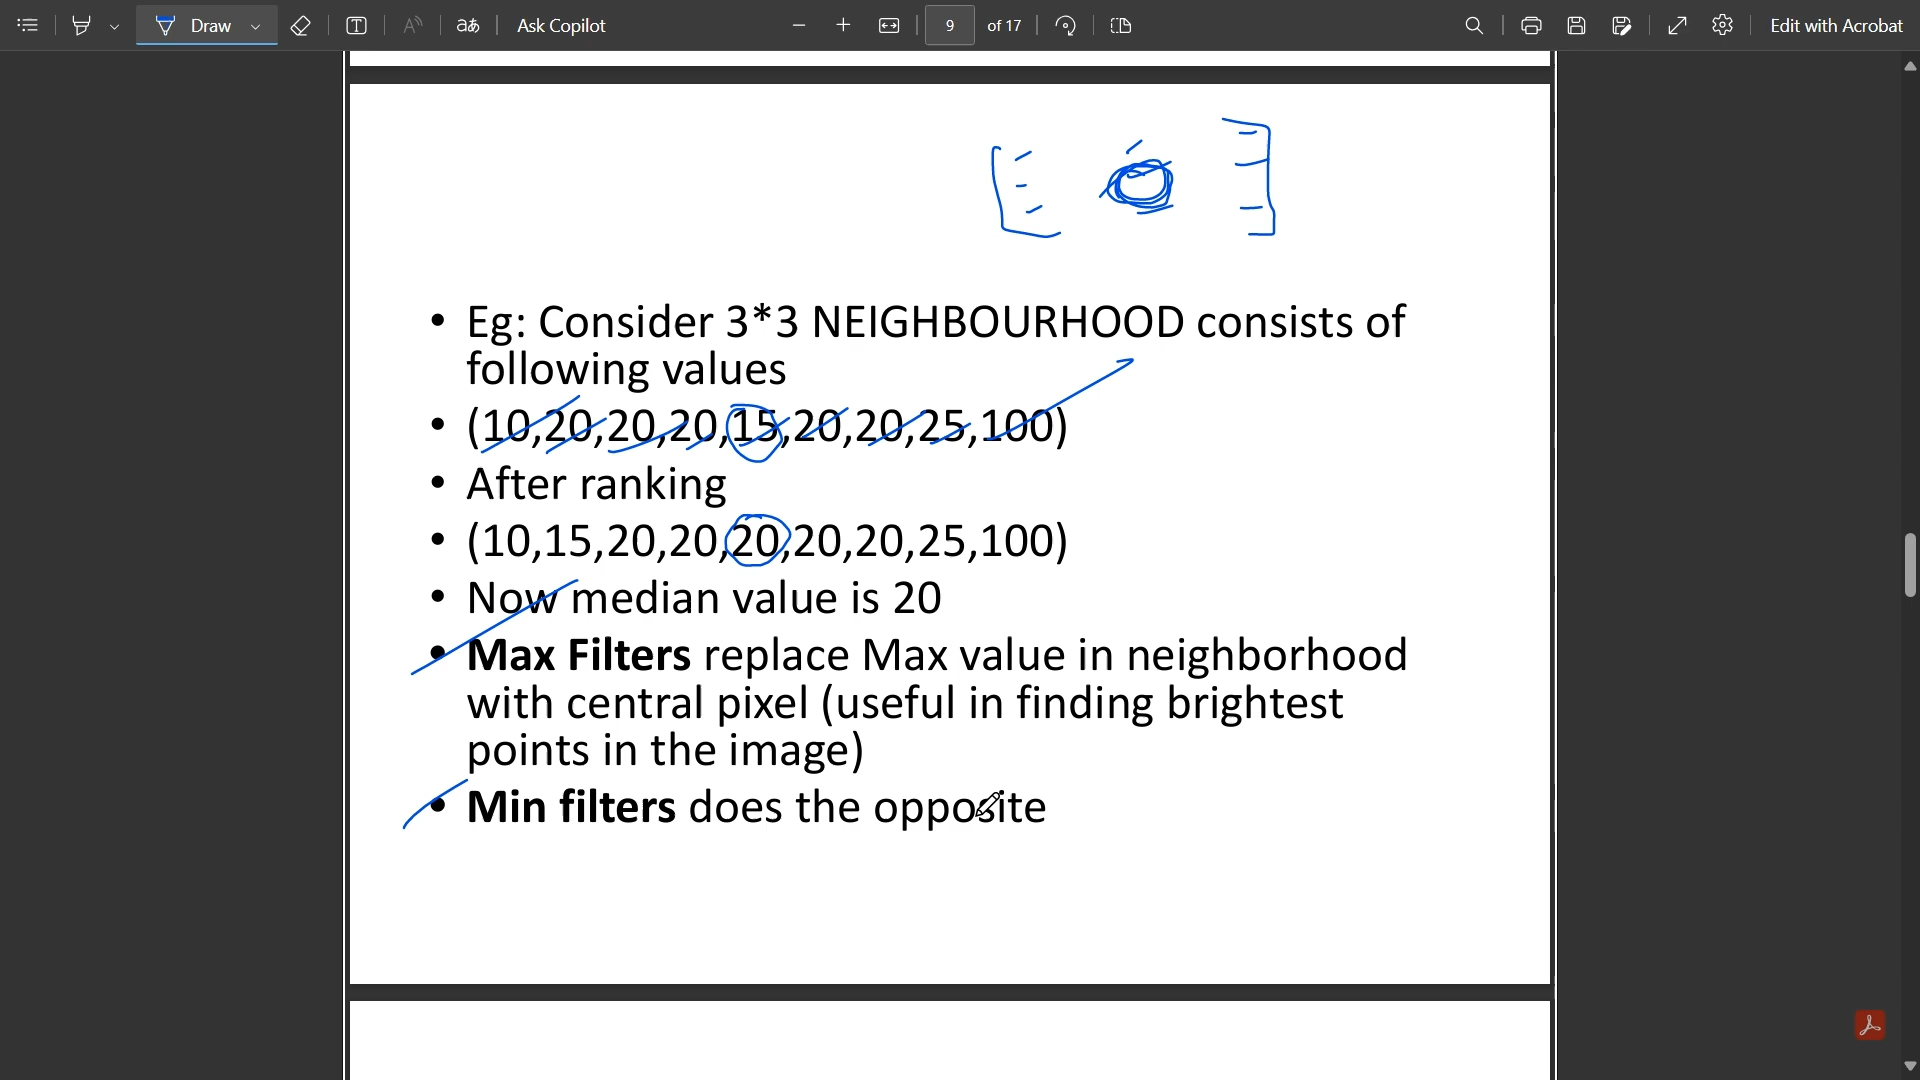 Draw
aあ
Ask Copilot
9 of 17
Edit with Acrobat
• Eg: Consider 3*3 NEIGHBOURHOOD consists of
following values
• (10,20,20,20,15,20,20,25,100)
• After ranking
• (10,15,20,20,20,20,20,25,100)
• Now median value is 20
• Max Filters replace Max value in neighborhood
with central pixel (useful in finding brightest
points in the image)
• Min filters does the opposite